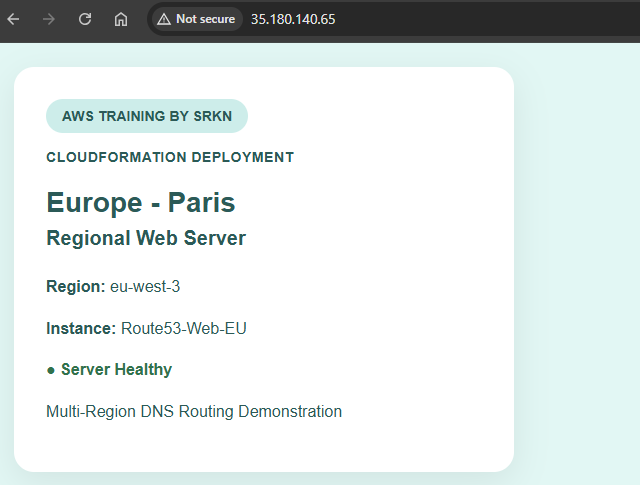 Not secure 35.180.140.65
AWS TRAINING BY SRKN
CLOUDFORMATION DEPLOYMENT
Europe - Paris
Regional Web Server
Region: eu-west-3
Instance: Route53-Web-EU
● Server Healthy
Multi-Region DNS Routing Demonstration